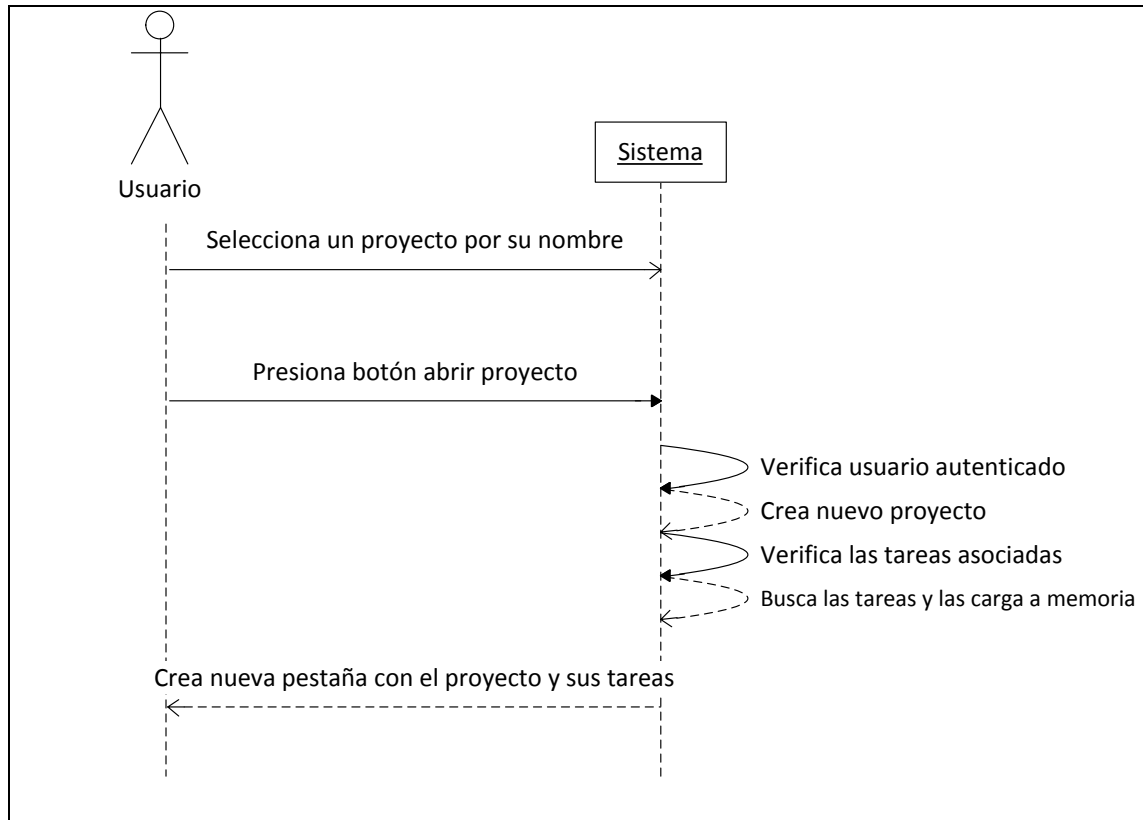 Sistema
Usuario
Selecciona un proyecto por su nombre
Presiona botón abrir proyecto
Verifica usuario autenticado
Crea nuevo proyecto
Verifica las tareas asociadas
Busca las tareas y las carga a memoria
Crea nueva pestaña con el proyecto y sus tareas